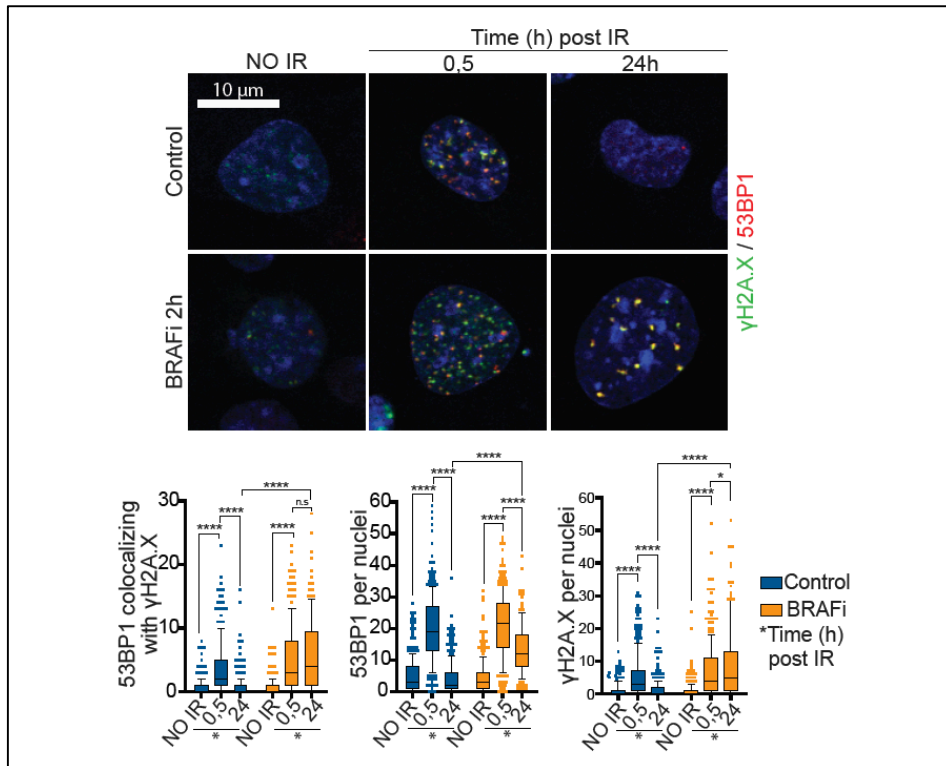 Time (h) post IR
NO IR
0,5
24h
10 µm
Control
BRAFi 2h
γH2A.X / 53BP1
53BP1 colocalizing
with γH2A.X
30
20
10
0
****
****
****
****
n.s
NO IR
0,5
24
*
NO IR
0,5
24
*
53BP1 per nuclei
60
50
40
30
20
10
0
****
****
****
****
****
NO IR
0,5
24
*
NO IR
0,5
24
*
γH2A.X per nuclei
60
50
40
30
20
10
0
****
****
****
****
*
NO IR
0,5
24
*
NO IR
0,5
24
*
Control
BRAFi
*Time (h)
post IR